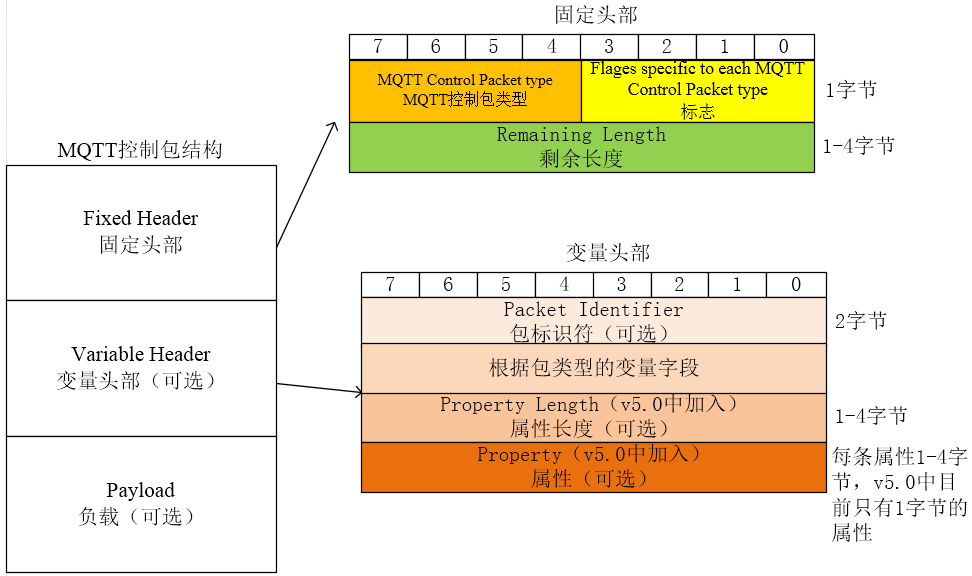 固定头部
7 6 5 4 3 2 1 0
MQTT Control Packet type
MQTT控制包类型
Flages specific to each MQTT
Control Packet type
标志
1字节
Remaining Length
剩余长度
1-4字节
MQTT控制包结构
Fixed Header
固定头部
Variable Header
变量头部（可选）
Payload
负载（可选）
变量头部
7 6 5 4 3 2 1 0
Packet Identifier
包标识符（可选）
2字节
根据包类型的变量字段
Property Length（v5.0中加入）
属性长度（可选）
1-4字节
Property（v5.0中加入）
属性（可选）
每条属性1-4字
节，v5.0中目
前只有1字节的
属性